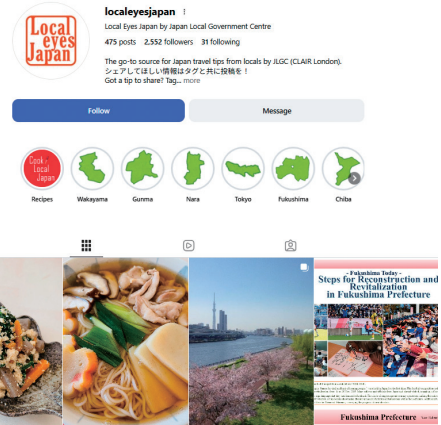 Local
eyes
Japan
localeyesjapan
Local Eyes Japan by Japan Local Government Centre
475 posts 2,552 followers 31 following
The go-to source for Japan travel tips from locals by JLGC (CLAIR London).
シェアしてほしい情報はタグと共に投稿を！
Got a tip to share? Tag... more
Follow
Message
Cook-
Local
Japan
Recipes
Wakayama
Gunma
Nara
Tokyo
Fukushima
Chiba
- Fukushima Today -
Steps for Reconstruction and
Revitalization
in Fukushima Prefecture
Fukushima Prefecture